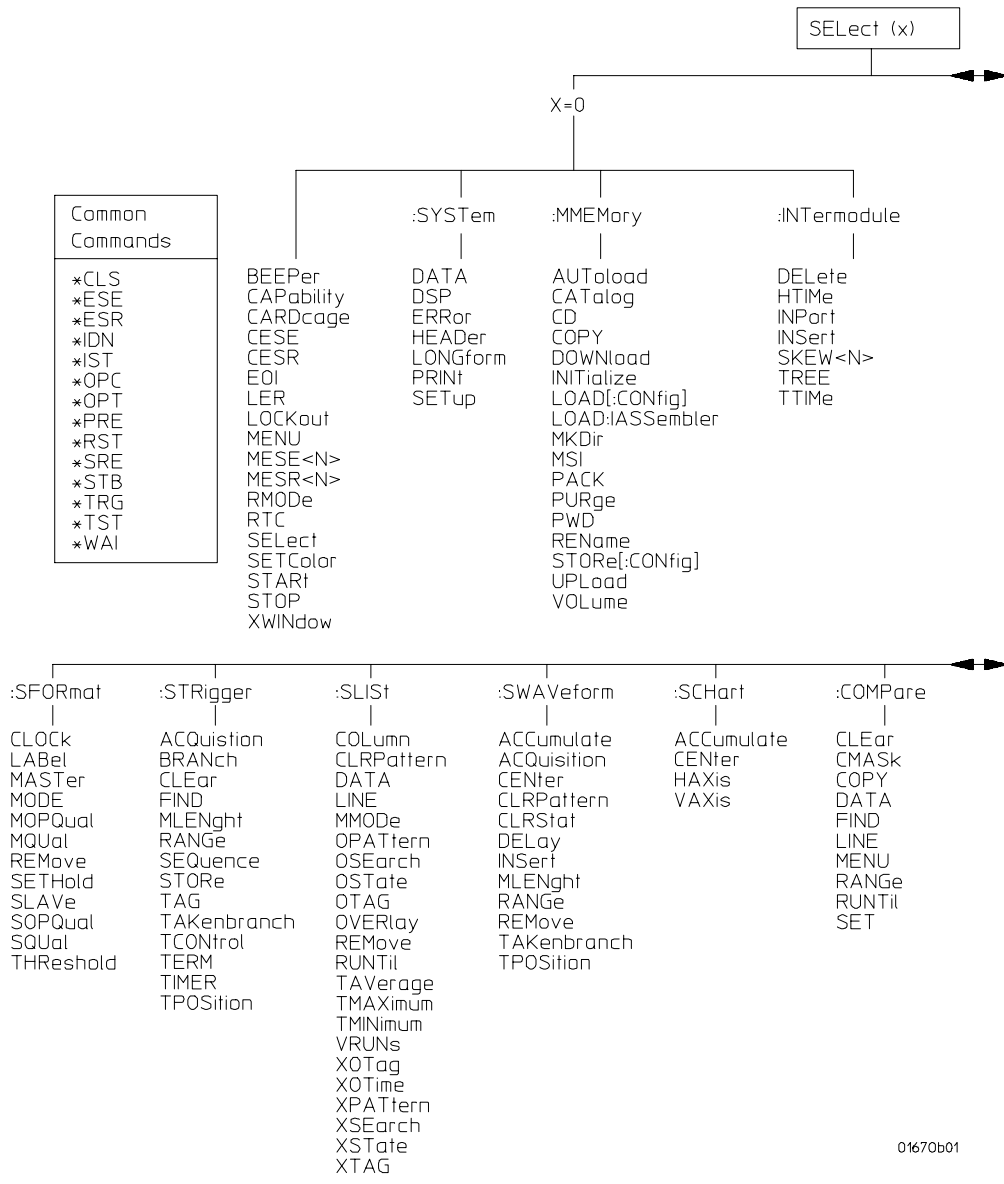 SELect (x)
X=0
Common
Commands
*CLS
*ESE
*ESR
*IDN
*IST
*OPC
*OPT
*PRE
*RST
*SRE
*STB
*TRG
*TST
*WAI
BEEPer
CAPability
CARDcage
CESE
CESR
EOI
LER
LOCKout
MENU
MESE<N>
MESR<N>
RMODe
RTC
SELect
SETColor
STARt
STOP
XWINdow
:SYSTem
DATA
DSP
ERRor
HEADer
LONGform
PRINt
SETup
:MMEMory
AUToload
CATalog
CD
COPY
DOWNload
INITialize
LOAD[:CONfig]
LOAD:IASSembler
MKDir
MSI
PACK
PURge
PWD
REName
STORe[:CONfig]
UPLoad
VOLume
:INTermodule
DELete
HTIMe
INPort
INSert
SKEW<N>
TREE
TTIMe
:SFORmat
CLOCk
LABel
MASTer
MODE
MOPQual
MQUal
REMove
SETHold
SLAVe
SOPQual
SQUal
THReshold
:STRigger
ACQuistion
BRANch
CLEar
FIND
MLENght
RANGe
SEQuence
STORe
TAG
TAKenbranch
TCONtrol
TERM
TIMER
TPOSition
:SLISt
COLumn
CLRPattern
DATA
LINE
MMODe
OPATtern
OSEarch
OSTate
OTAG
OVERlay
REMove
RUNTil
TAVerage
TMAXimum
TMINimum
VRUNs
XOTag
XOTime
XPATtern
XSEarch
XSTate
XTAG
:SWAVeform
ACCumulate
ACQuisition
CENter
CLRPattern
CLRStat
DELay
INSert
MLENght
RANGe
REMove
TAKenbranch
TPOSition
:SCHart
ACCumulate
CENter
HAXis
VAXis
:COMPare
CLEar
CMASk
COPY
DATA
FIND
LINE
MENU
RANGe
RUNTil
SET
01670b01